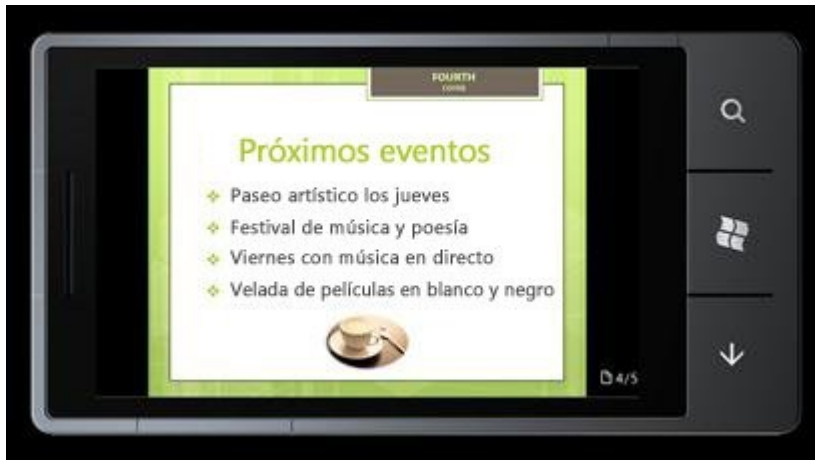 FOURTH
Próximos eventos
Paseo artístico los jueves
Festival de música y poesía
Viernes con música en directo
Velada de películas en blanco y negro
4/5